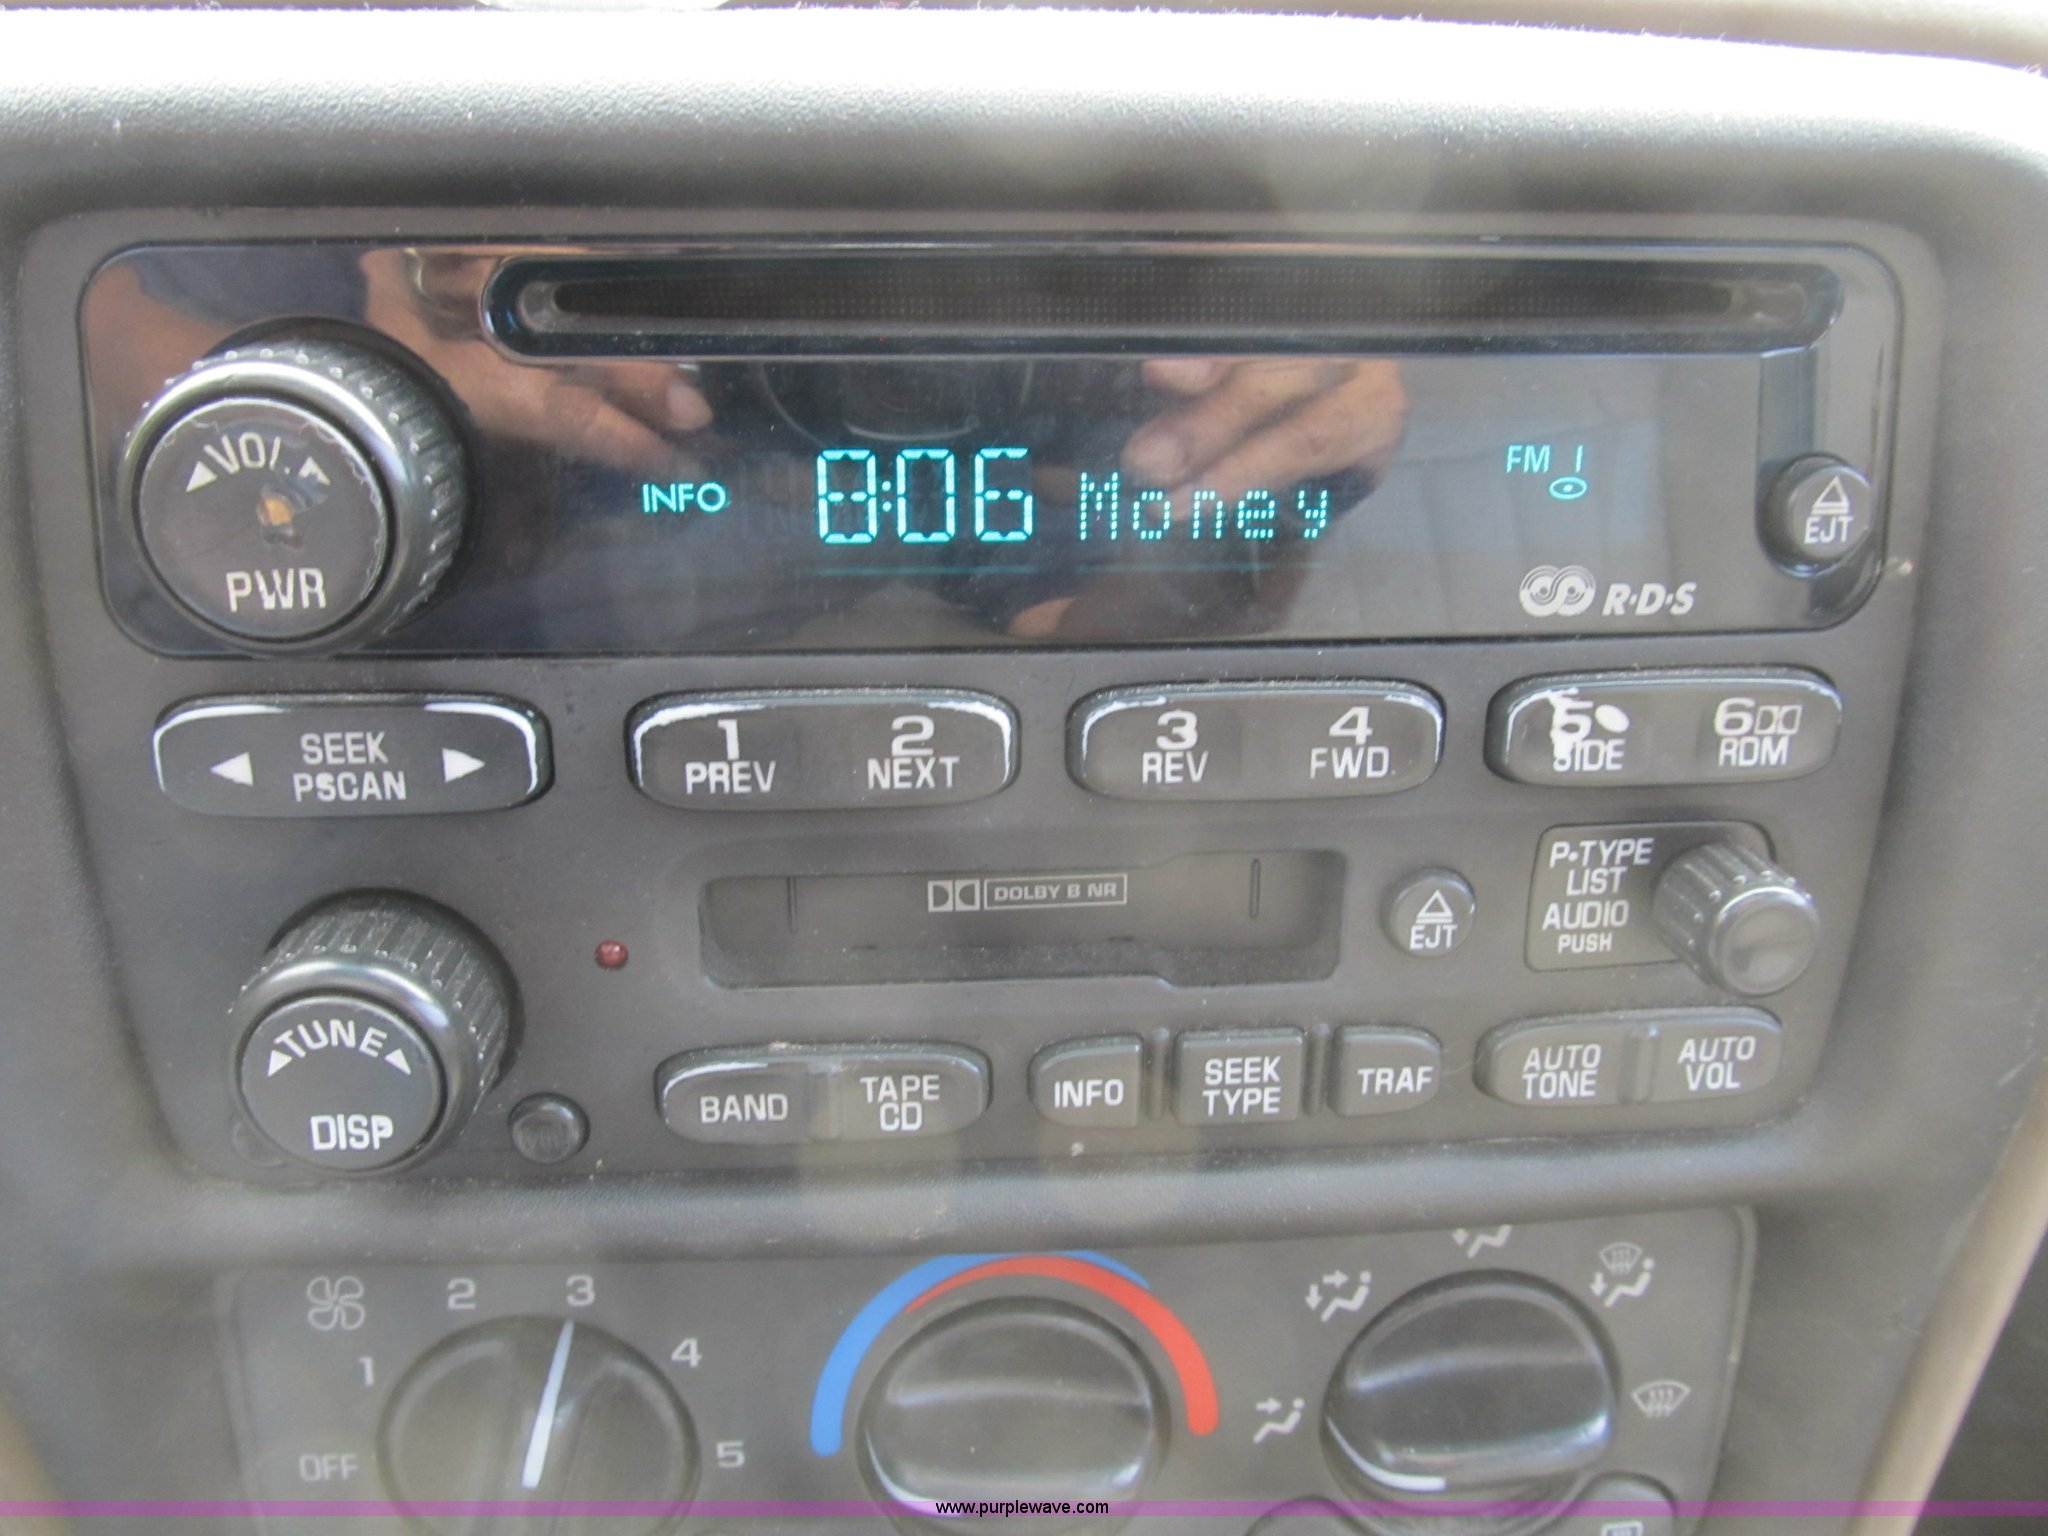 VOL
PWR
INFO 8:06 Money
FM 1
EJT
R·D·S
SEEK
PSCAN
1
PREV
2
NEXT
3
REV
4
FWD
5
SIDE
6
RDM
DOLBY B NR
EJT
P•TYPE
LIST
AUDIO
PUSH
TUNE
DISP
BAND
TAPE
CD
INFO
SEEK
TYPE
TRAF
AUTO
TONE
AUTO
VOL
OFF
1
2
3
4
5
www.purplewave.com